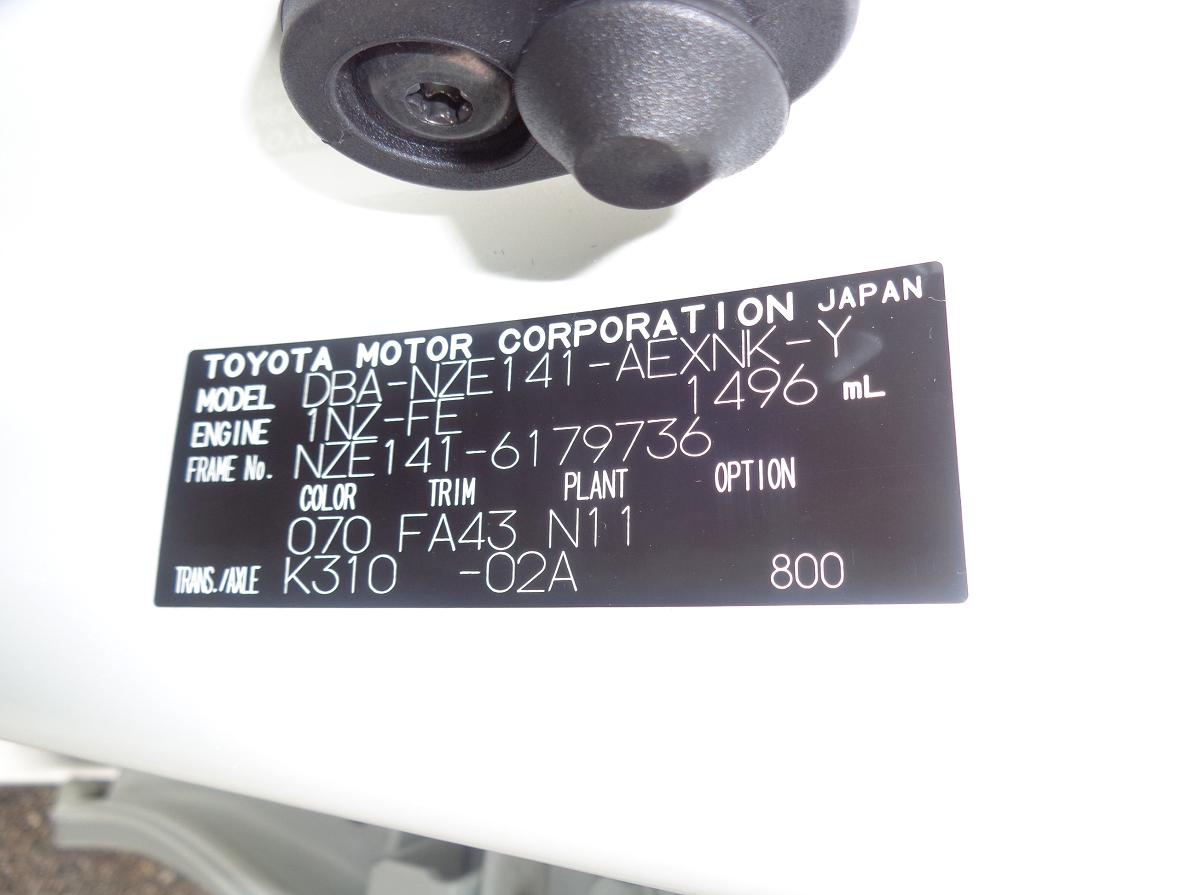 TOYOTA MOTOR CORPORATION JAPAN
MODEL DBA-NZE141-AEXNK-Y
ENGINE 1NZ-FE 1496 mL
FRAME No. NZE141-6179736
COLOR TRIM PLANT OPTION
070 FA43 N11
TRANS./AXLE K310 -02A 800